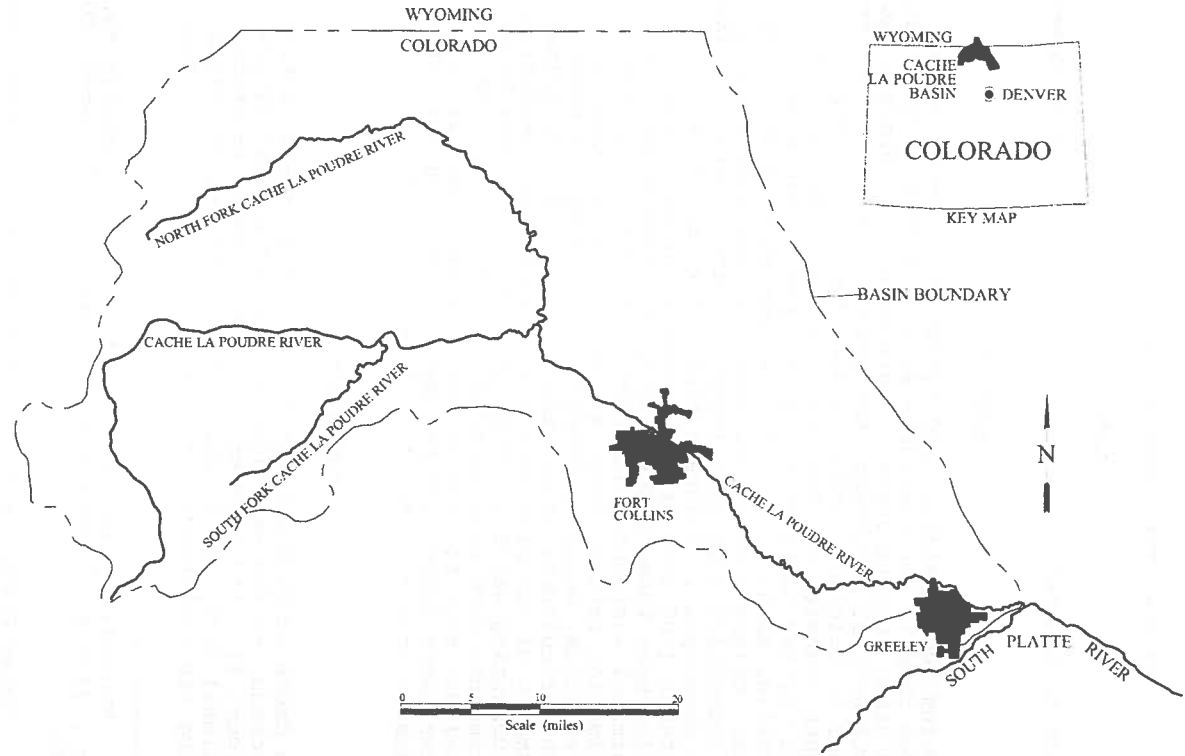 WYOMING
COLORADO
WYOMING
CACHE
LA POUDRE
BASIN
DENVER
COLORADO
KEY MAP
NORTH FORK CACHE LA POUDRE RIVER
BASIN BOUNDARY
CACHE LA POUDRE RIVER
SOUTH FORK CACHE LA POUDRE RIVER
N
FORT
COLLINS
CACHE LA POUDRE RIVER
GREELEY
SOUTH PLATTE RIVER
0 5 10 20
Scale (miles)